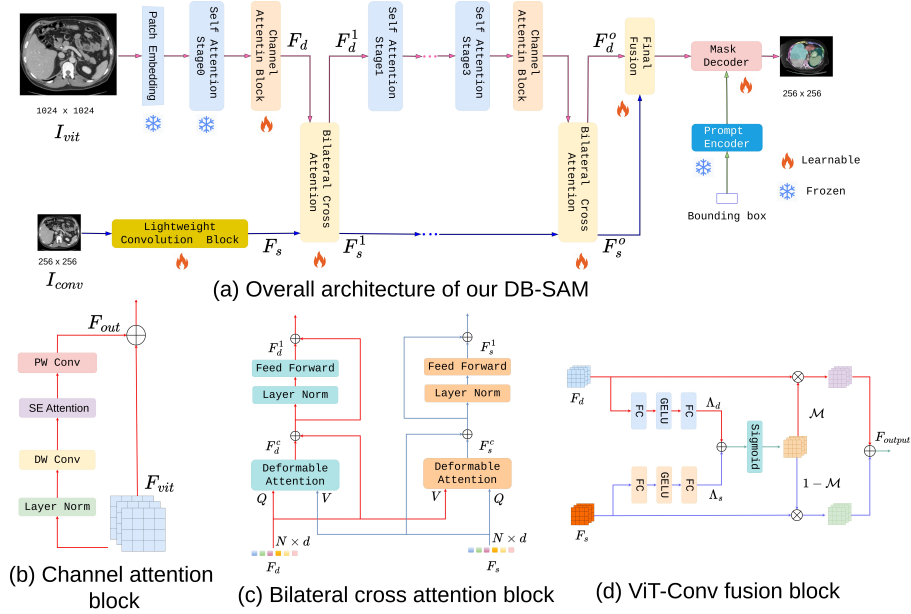 Patch Embedding
Self Attention
Stage0
Channel
Attentin Block
F_d
F_d^1
Self Attention
Stage1
Self Attention
Stage3
Channel
Attentin Block
F_d^o
Final
Fusion
Mask
Decoder
1024 x 1024
I_vit
256 x 256
Bilateral Cross
Attention
Bilateral Cross
Attention
Prompt
Encoder
Learnable
Frozen
Bounding box
Lightweight
Convolution Block
F_s
F_s^1
F_s^o
256 x 256
I_conv
(a) Overall architecture of our DB-SAM
F_out
PW Conv
SE Attention
DW Conv
Layer Norm
F_vit
(b) Channel attention
block
F_d^1
Feed Forward
Layer Norm
F_d^c
Deformable
Attention
Q
V
N × d
F_d
F_s^1
Feed Forward
Layer Norm
F_s^c
Deformable
Attention
V
Q
N × d
F_s
(c) Bilateral cross attention block
F_d
FC
GELU
FC
Λ_d
M
Sigmoid
F_output
FC
GELU
FC
Λ_s
1 − M
F_s
(d) ViT-Conv fusion block